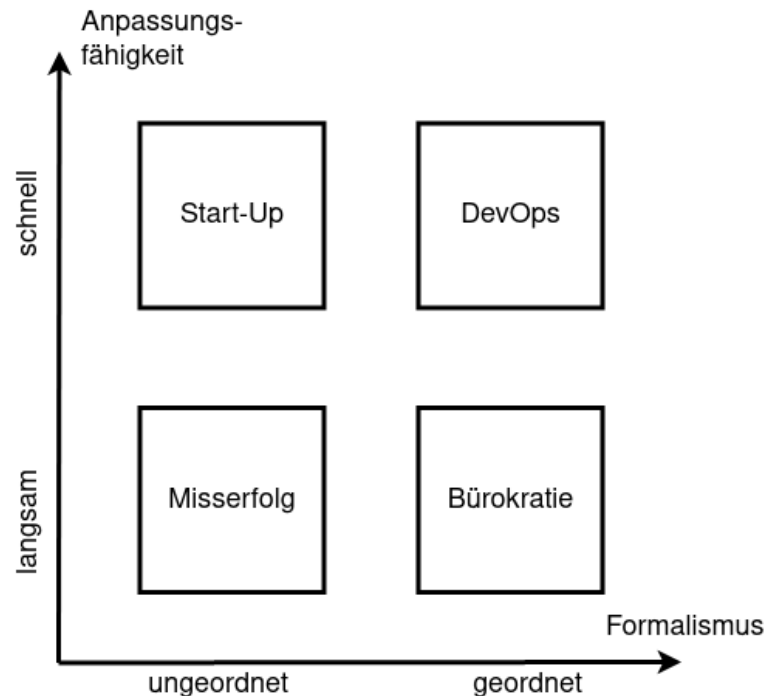 Anpassungs-
fähigkeit
schnell
Start-Up
DevOps
langsam
Misserfolg
Bürokratie
Formalismus
ungeordnet
geordnet